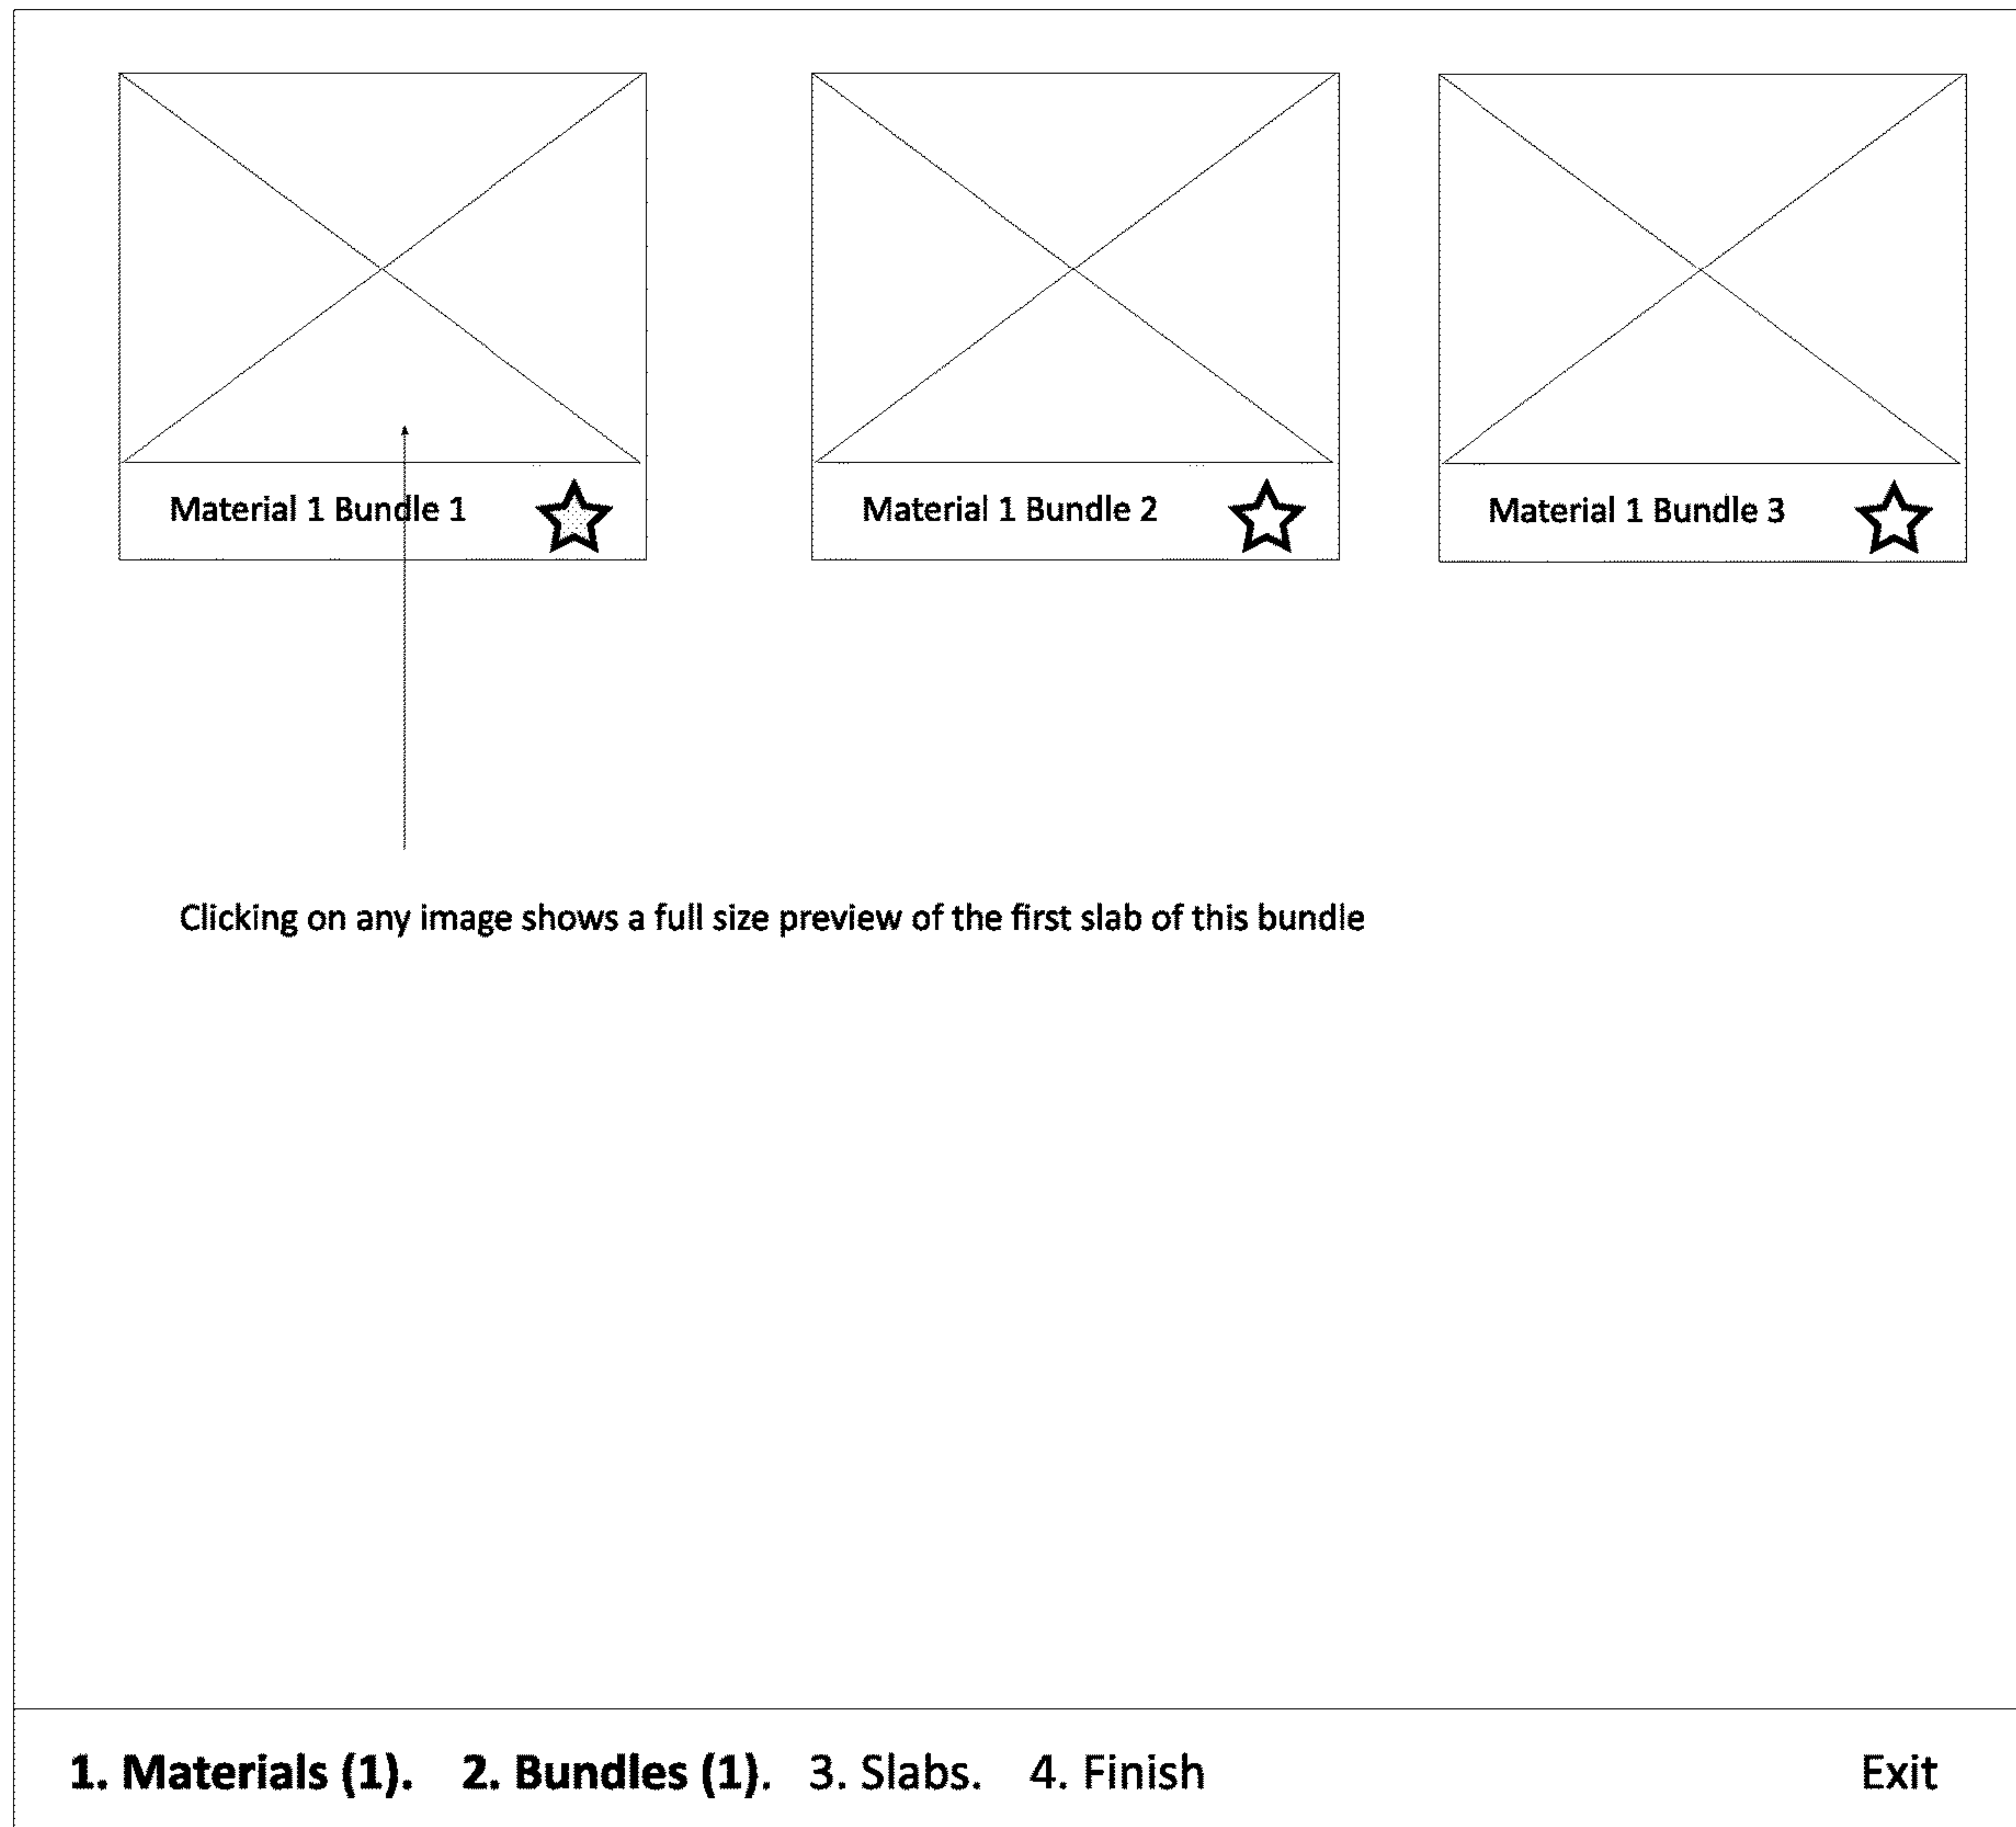 Material 1 Bundle 1
Material 1 Bundle 2
Material 1 Bundle 3
Clicking on any image shows a full size preview of the first slab of this bundle
1. Materials (1). 2. Bundles (1). 3. Slabs. 4. Finish Exit